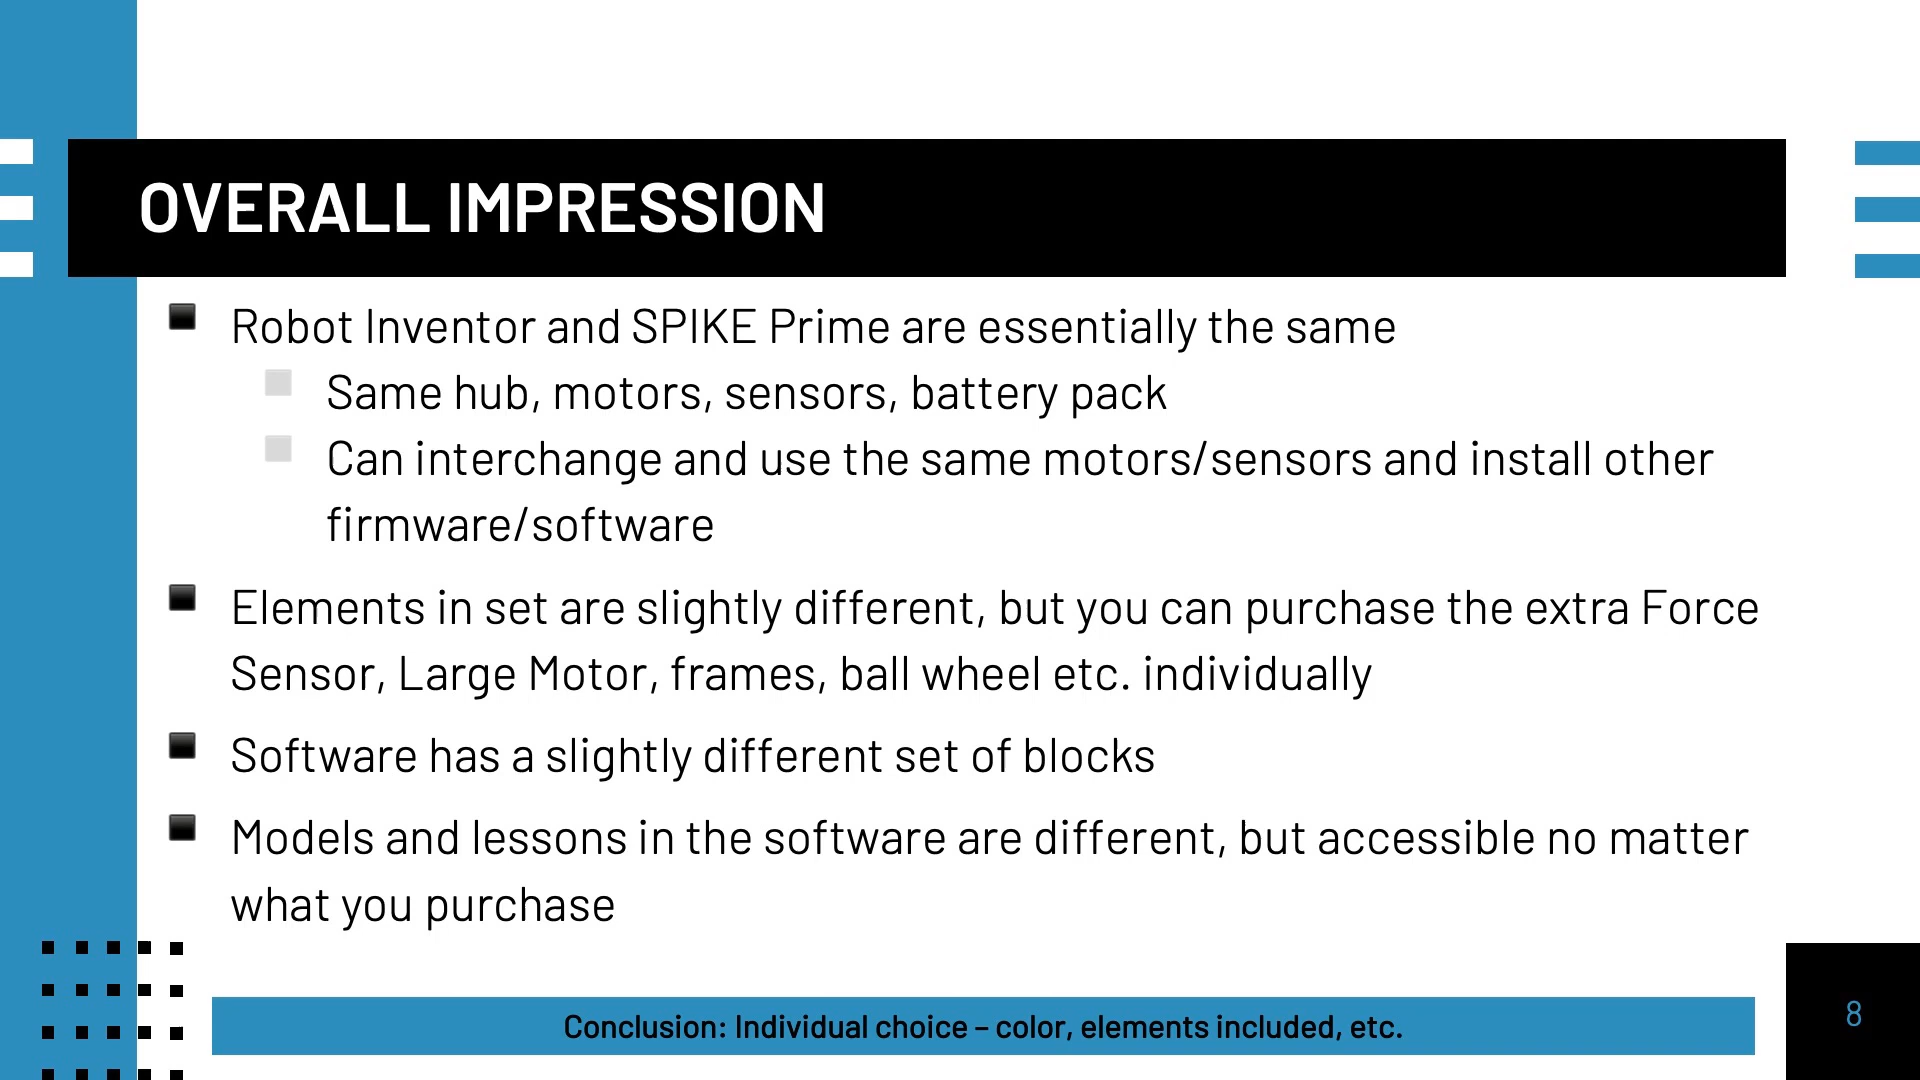 OVERALL IMPRESSION
Robot Inventor and SPIKE Prime are essentially the same
Same hub, motors, sensors, battery pack
Can interchange and use the same motors/sensors and install other
firmware/software
Elements in set are slightly different, but you can purchase the extra Force
Sensor, Large Motor, frames, ball wheel etc. individually
Software has a slightly different set of blocks
Models and lessons in the software are different, but accessible no matter
what you purchase
Conclusion: Individual choice – color, elements included, etc.
8